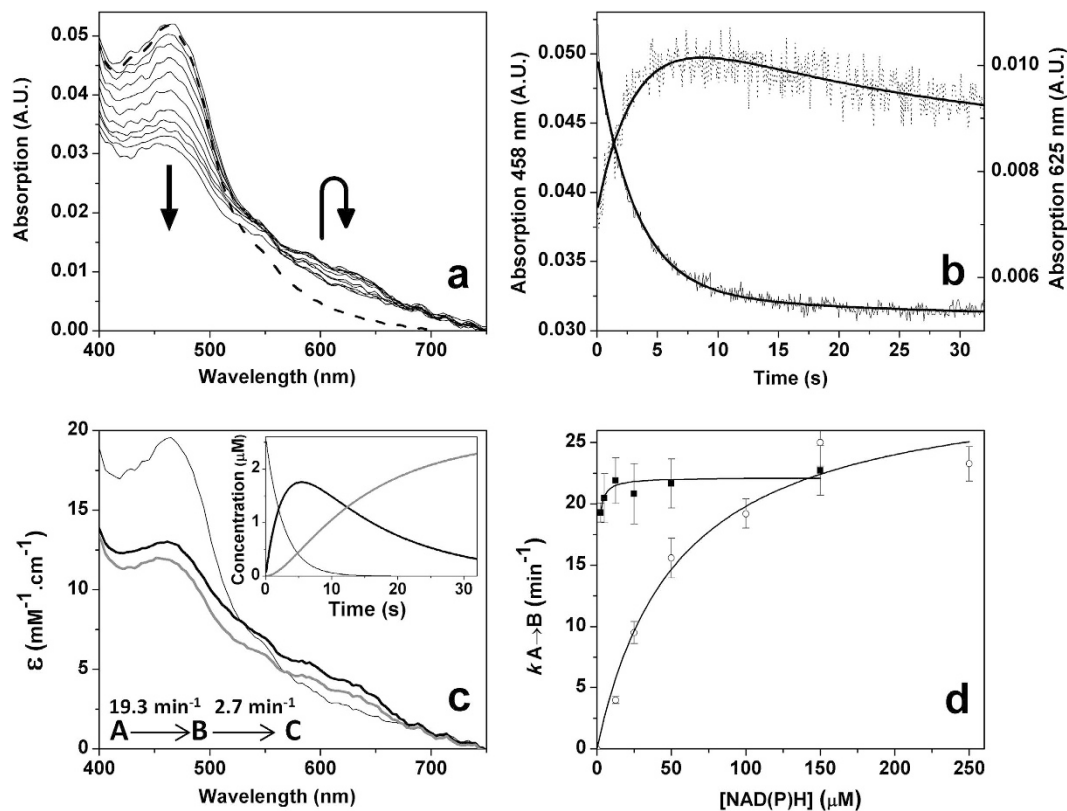 0.05
0.04
0.03
0.02
0.01
0.00
Absorption (A.U.)
400 500 600 700
Wavelength (nm)
a
0.050
0.045
0.040
0.035
0.030
Absorption 458 nm (A.U.)
0.010
0.008
0.006
Absorption 625 nm (A.U.)
0 5 10 15 20 25 30
Time (s)
b
20
15
10
5
0
ε (mM⁻¹.cm⁻¹)
400 500 600 700
Wavelength (nm)
2
1
0
Concentration (μM)
0 10 20 30
Time (s)
19.3 min⁻¹ 2.7 min⁻¹
A B C
c
25
20
15
10
5
0
k A→B (min⁻¹)
0 50 100 150 200 250
[NAD(P)H] (μM)
d